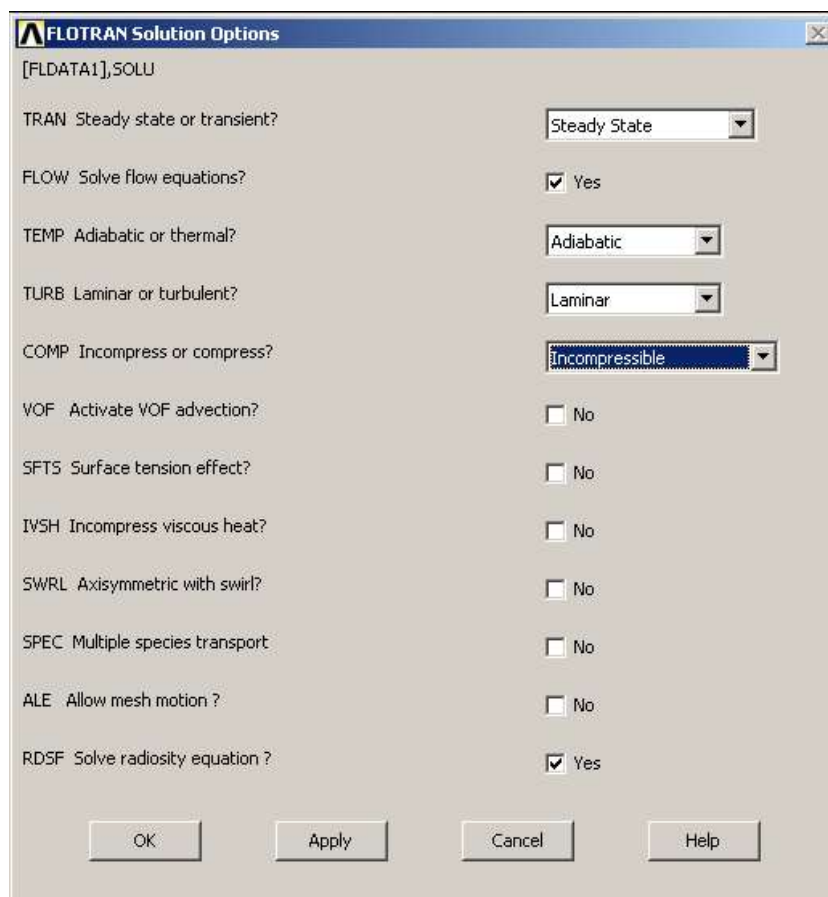 FLOTRAN Solution Options
[FLDATA1],SOLU
TRAN Steady state or transient? Steady State
FLOW Solve flow equations? Yes
TEMP Adiabatic or thermal? Adiabatic
TURB Laminar or turbulent? Laminar
COMP Incompress or compress? Incompressible
VOF Activate VOF advection? No
SFTS Surface tension effect? No
IVSH Incompress viscous heat? No
SWRL Axisymmetric with swirl? No
SPEC Multiple species transport No
ALE Allow mesh motion ? No
RDSF Solve radiosity equation ? Yes
OK Apply Cancel Help